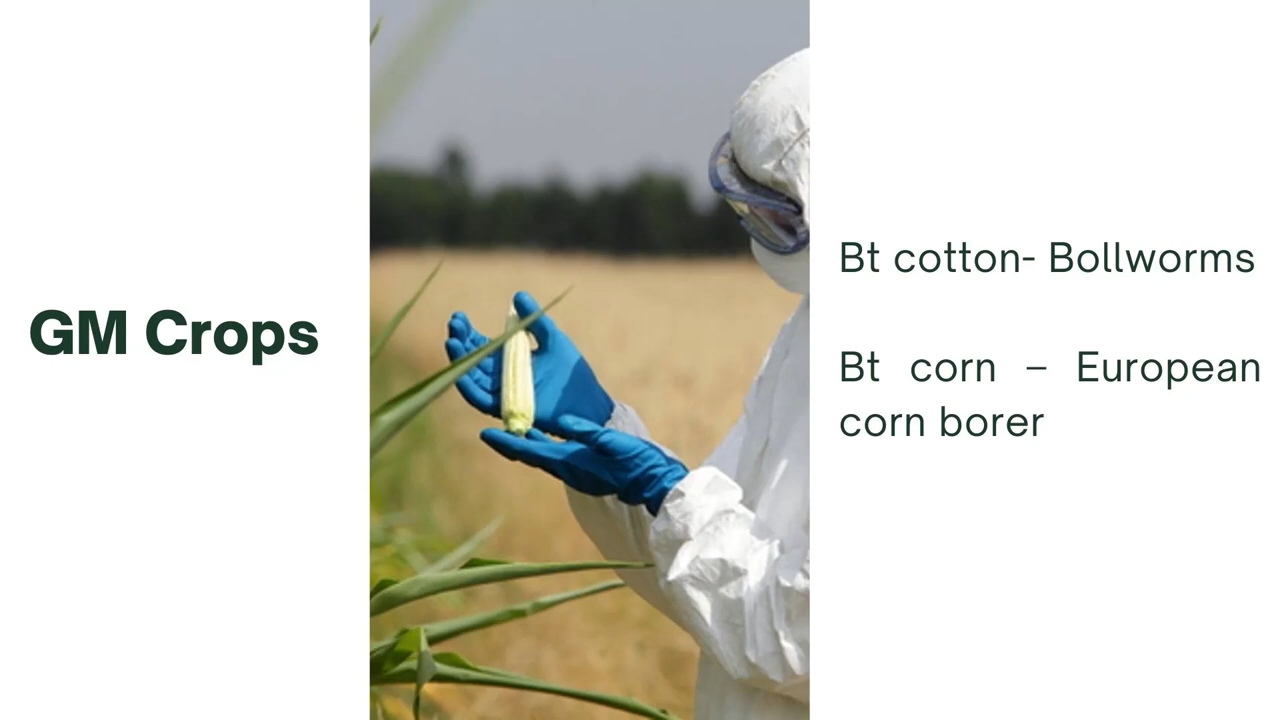 GM Crops
Bt cotton- Bollworms
Bt corn – European
corn borer